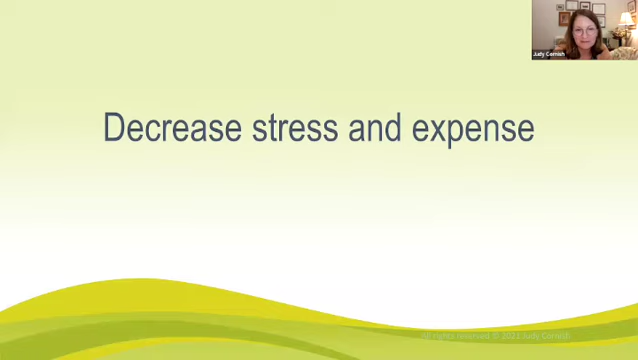 Judy Cornish
Decrease stress and expense
All rights reserved © 2021 Judy Cornish